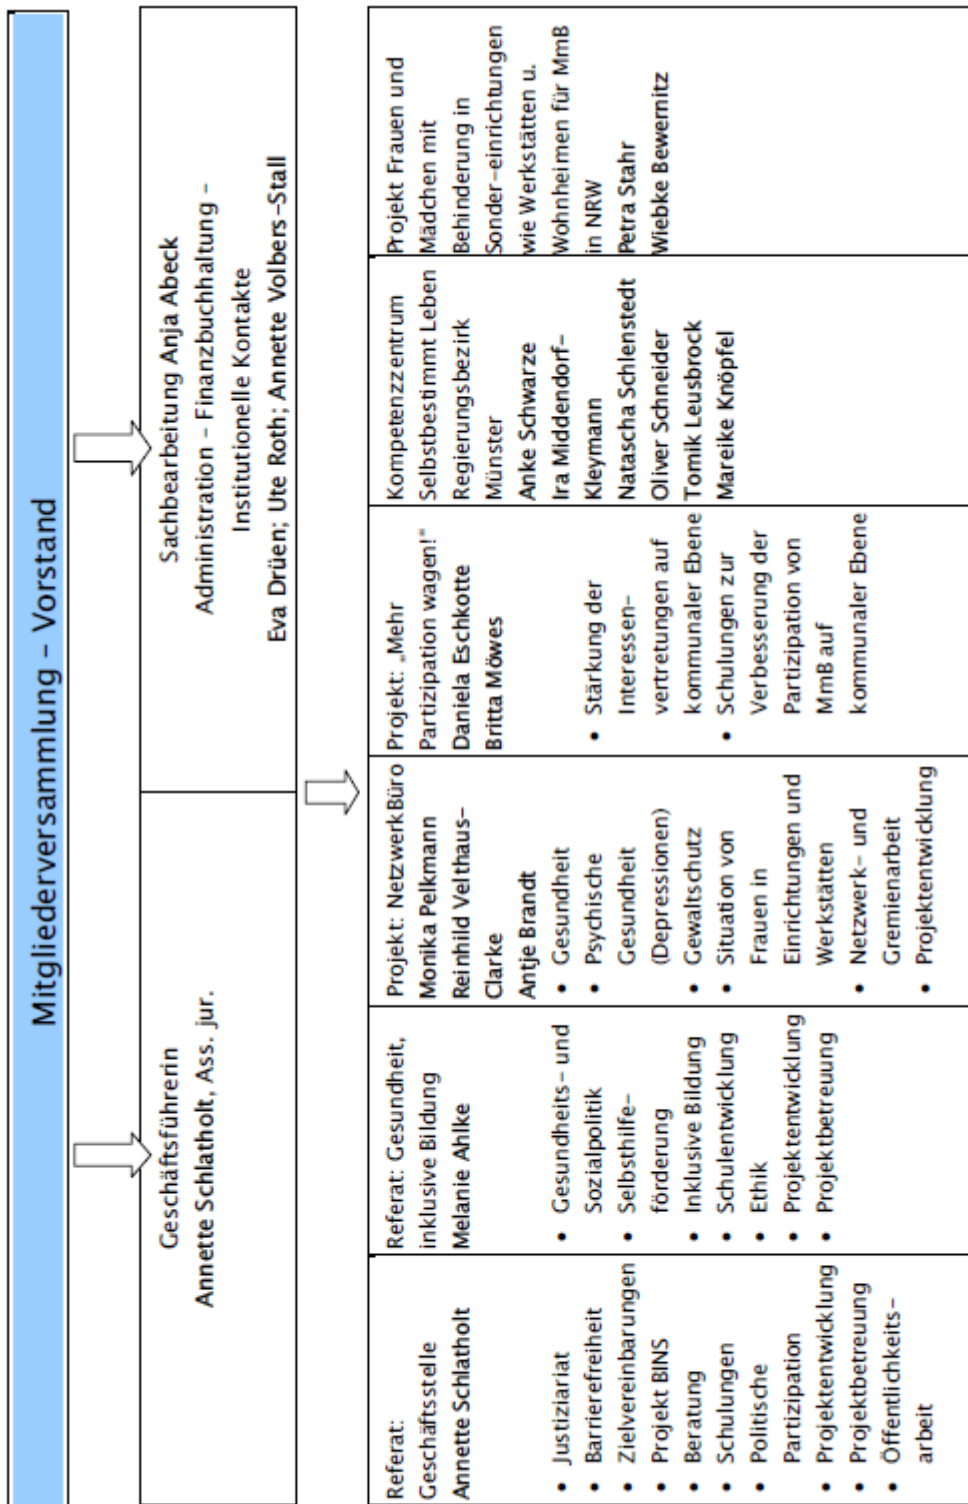 Mitgliederversammlung – Vorstand
Geschäftsführerin
Annette Schlatholt, Ass. jur.
Sachbearbeitung Anja Abeck
Administration – Finanzbuchhaltung –
Institutionelle Kontakte
Eva Drüen; Ute Roth; Annette Volbers-Stall
Referat:
Geschäftsstelle
Annette Schlatholt
• Justiziariat
• Barrierefreiheit
• Zielvereinbarungen
• Projekt BINS
• Beratung
• Schulungen
• Politische
Partizipation
• Projektentwicklung
• Projektbetreuung
• Öffentlichkeits-
arbeit
Referat: Gesundheit,
inklusive Bildung
Melanie Ahlke
• Gesundheits- und
Sozialpolitik
• Selbsthilfe-
förderung
• Inklusive Bildung
• Schulentwicklung
• Ethik
• Projektentwicklung
• Projektbetreuung
Projekt: NetzwerkBüro
Monika Pelkmann
Reinhild Velthaus-
Clarke
Antje Brandt
• Gesundheit
• Psychische
Gesundheit
(Depressionen)
• Gewaltschutz
• Situation von
Frauen in
Einrichtungen und
Werkstätten
• Netzwerk- und
Gremienarbeit
• Projektentwicklung
Projekt: „Mehr
Partizipation wagen!“
Daniela Eschkotte
Britta Möwes
• Stärkung der
Interessen-
vertretungen auf
kommunaler Ebene
• Schulungen zur
Verbesserung der
Partizipation von
MmB auf
kommunaler Ebene
Kompetenzzentrum
Selbstbestimmt Leben
Regierungsbezirk
Münster
Anke Schwarze
Ira Middendorf-
Kleymann
Natascha Schlenstedt
Oliver Schneider
Tomik Leusbrock
Mareike Knöpfel
Projekt Frauen und
Mädchen mit
Behinderung in
Sonder-einrichtungen
wie Werkstätten u.
Wohnheimen für MmB
in NRW
Petra Stahr
Wiebke Bewernitz